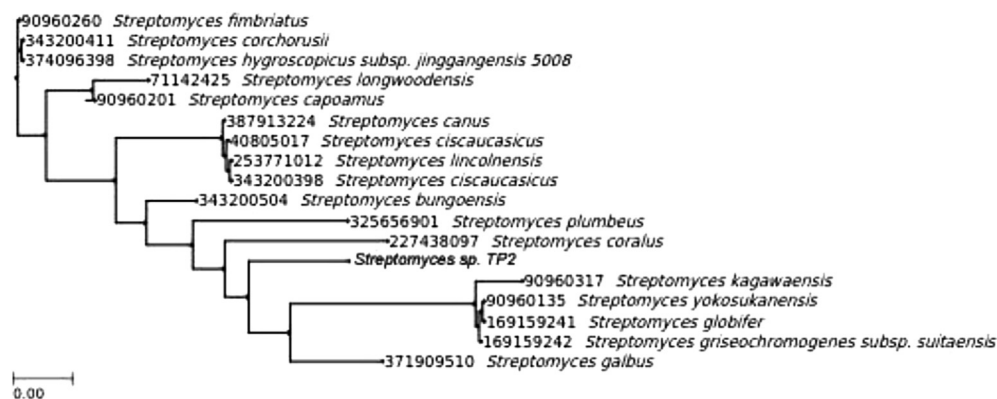 90960260 Streptomyces fimbriatus
343200411 Streptomyces corchorusii
374096398 Streptomyces hygroscopicus subsp. jinggangensis 5008
71142425 Streptomyces longwoodensis
90960201 Streptomyces capoamus
387913224 Streptomyces canus
40805017 Streptomyces ciscaucasicus
253771012 Streptomyces lincolnensis
343200398 Streptomyces ciscaucasicus
343200504 Streptomyces bungoensis
325656901 Streptomyces plumbeus
227438097 Streptomyces coralus
Streptomyces sp. TP2
90960317 Streptomyces kagawaensis
90960135 Streptomyces yokosukanensis
169159241 Streptomyces globifer
169159242 Streptomyces griseochromogenes subsp. suitaensis
371909510 Streptomyces galbus
0.00